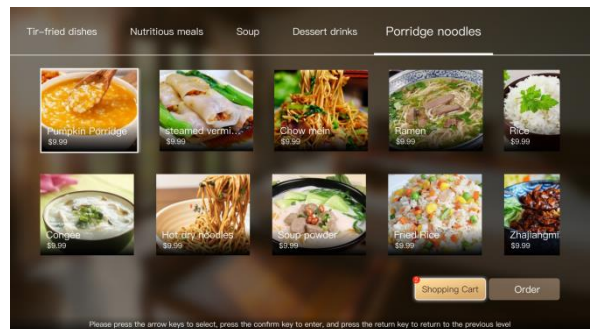 Tir-fried dishes
Nutritious meals
Soup
Dessert drinks
Porridge noodles
Pumpkin Porridge
$9.99
steamed vermi...
$9.99
Chow mein
$9.99
Ramen
$9.99
Rice
$9.99
Congee
$9.99
Hot dry noodles
$9.99
Soup powder
$9.99
Fried Rice
$9.99
Zhajiangmi
$9.99
Shopping Cart
Order
Please press the arrow keys to select, press the confirm key to enter, and press the return key to return to the previous level